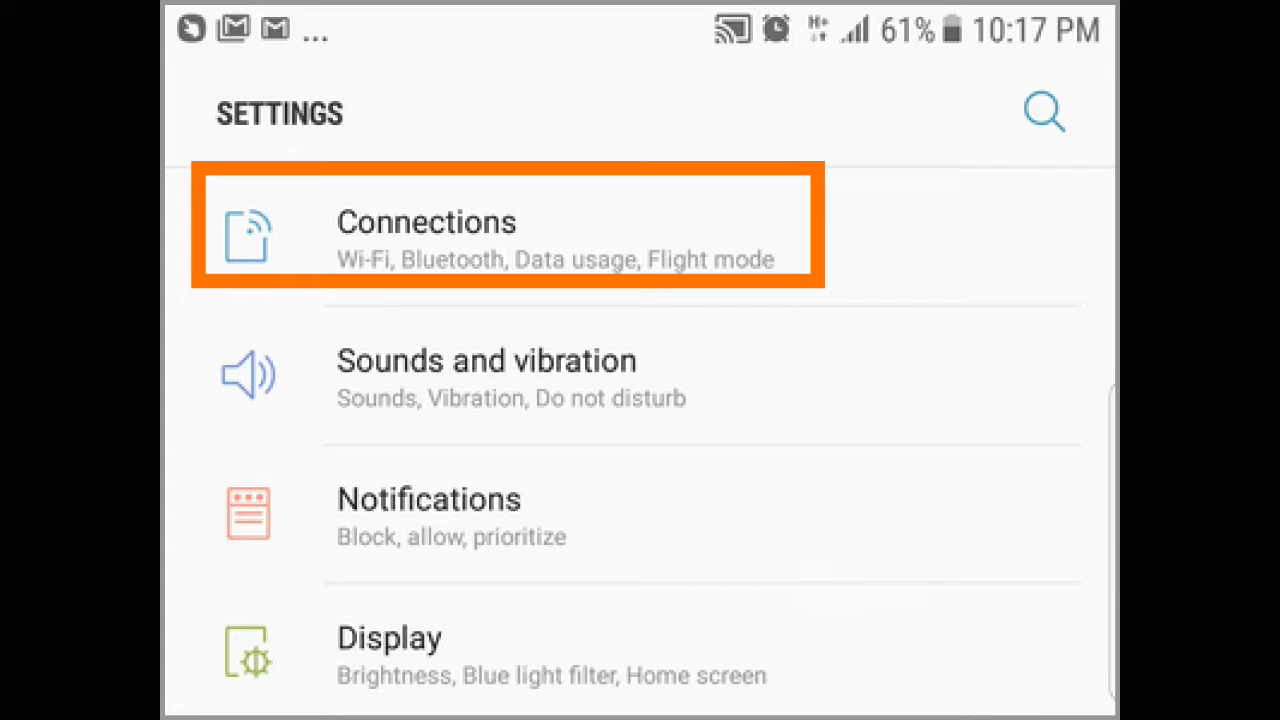 ... H+ 61% 10:17 PM
SETTINGS
Connections
Wi-Fi, Bluetooth, Data usage, Flight mode
Sounds and vibration
Sounds, Vibration, Do not disturb
Notifications
Block, allow, prioritize
Display
Brightness, Blue light filter, Home screen